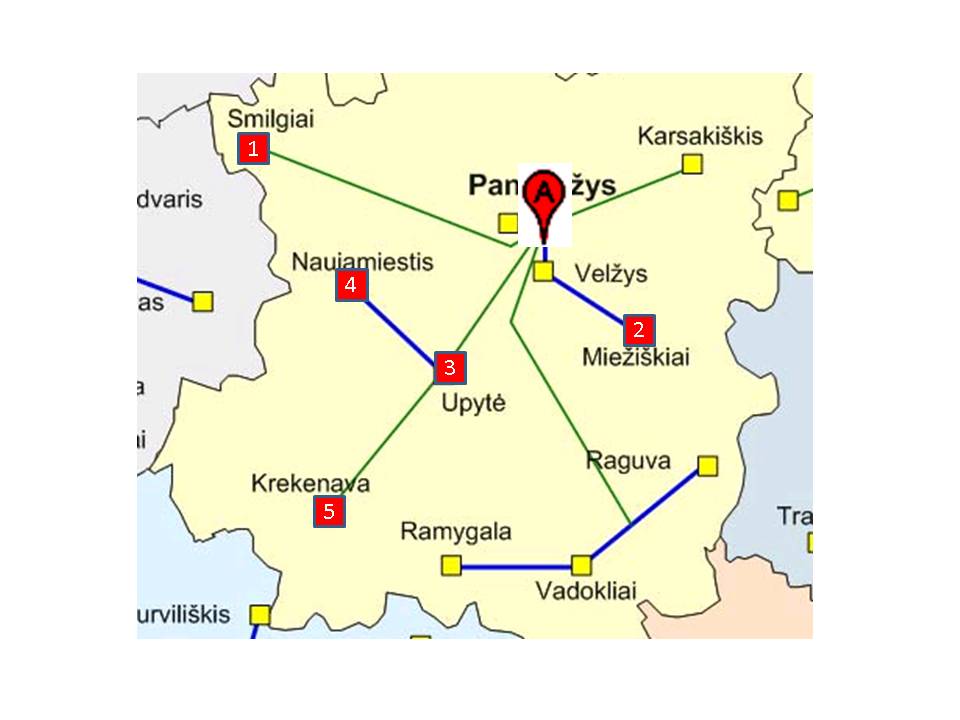 Smilgiai
1
Karsakiškis
Pan
A
žys
dvaris
Naujamiestis
Velžys
4
as
2
Miežiškiai
3
a
Upytė
ai
Raguva
Krekenava
5
Ramygala
Tra
Vadokliai
urviliškis